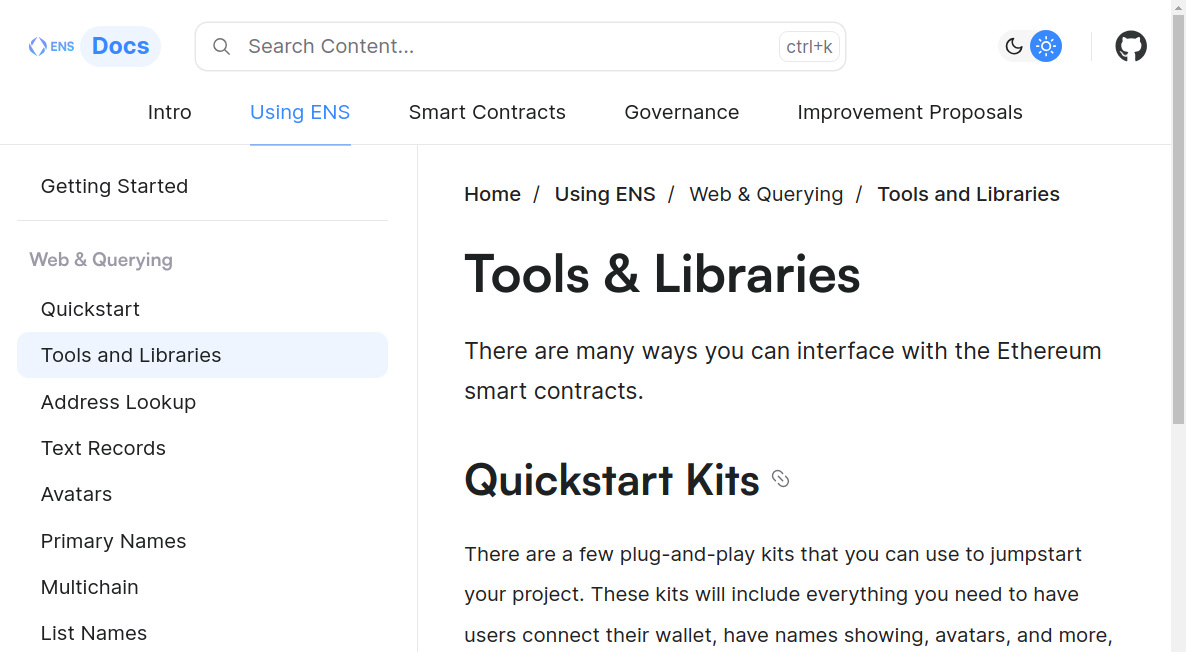 ENS Docs
Search Content...
ctrl+k
Intro
Using ENS
Smart Contracts
Governance
Improvement Proposals
Getting Started
Web & Querying
Quickstart
Tools and Libraries
Address Lookup
Text Records
Avatars
Primary Names
Multichain
List Names
Home / Using ENS / Web & Querying / Tools and Libraries
Tools & Libraries
There are many ways you can interface with the Ethereum
smart contracts.
Quickstart Kits
There are a few plug-and-play kits that you can use to jumpstart
your project. These kits will include everything you need to have
users connect their wallet, have names showing, avatars, and more,